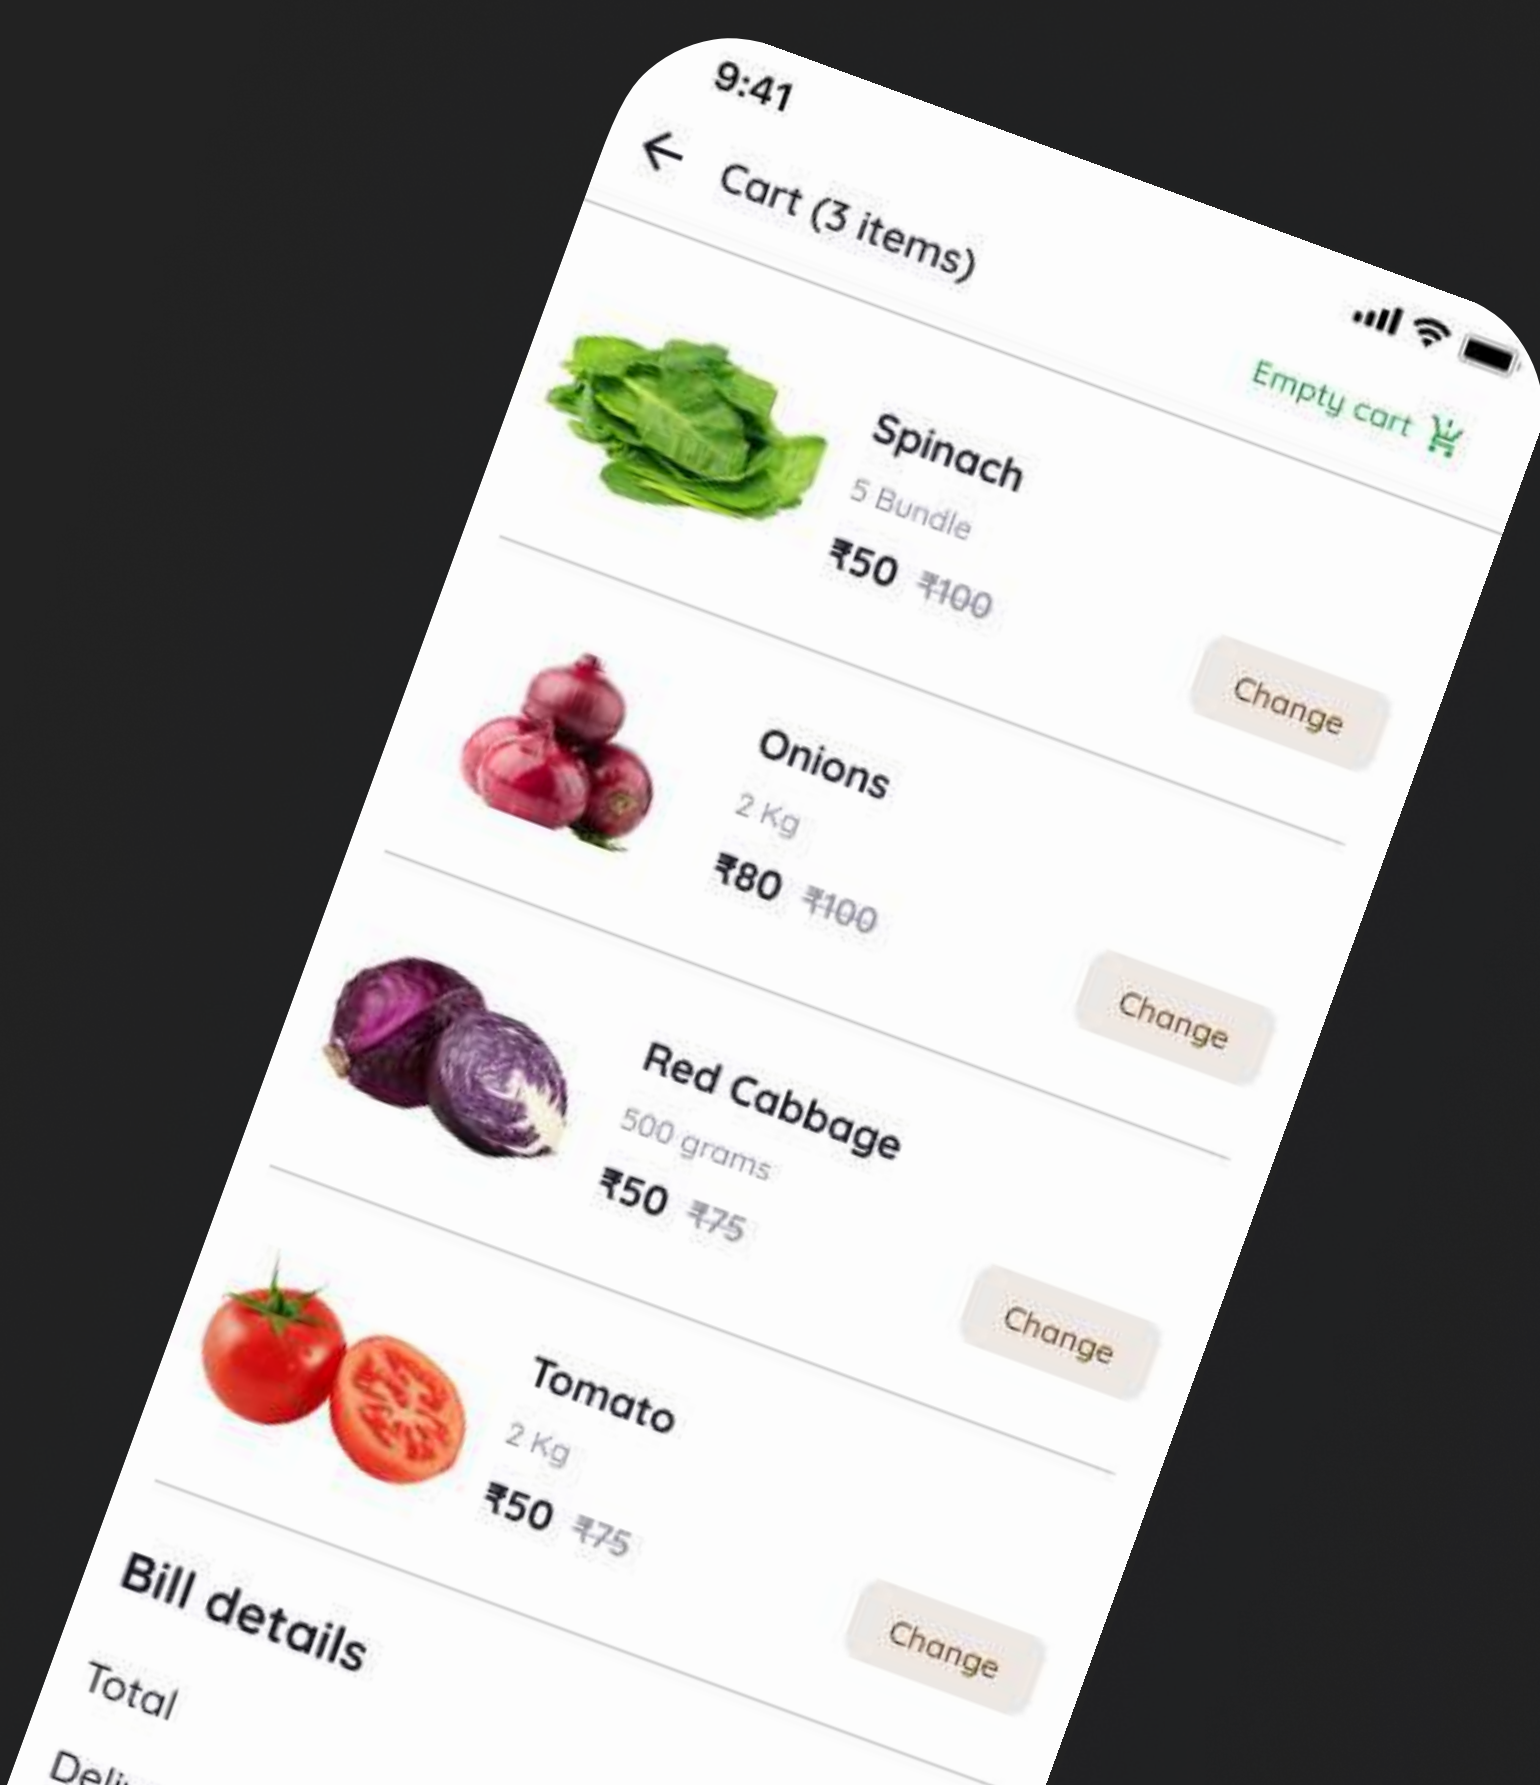 9:41
Cart (3 items)
Empty cart
Spinach
5 Bundle
₹50 ₹100
Change
Onions
2 Kg
₹80 ₹100
Change
Red Cabbage
500 grams
₹50 ₹75
Change
Tomato
2 Kg
₹50 ₹75
Change
Bill details
Total